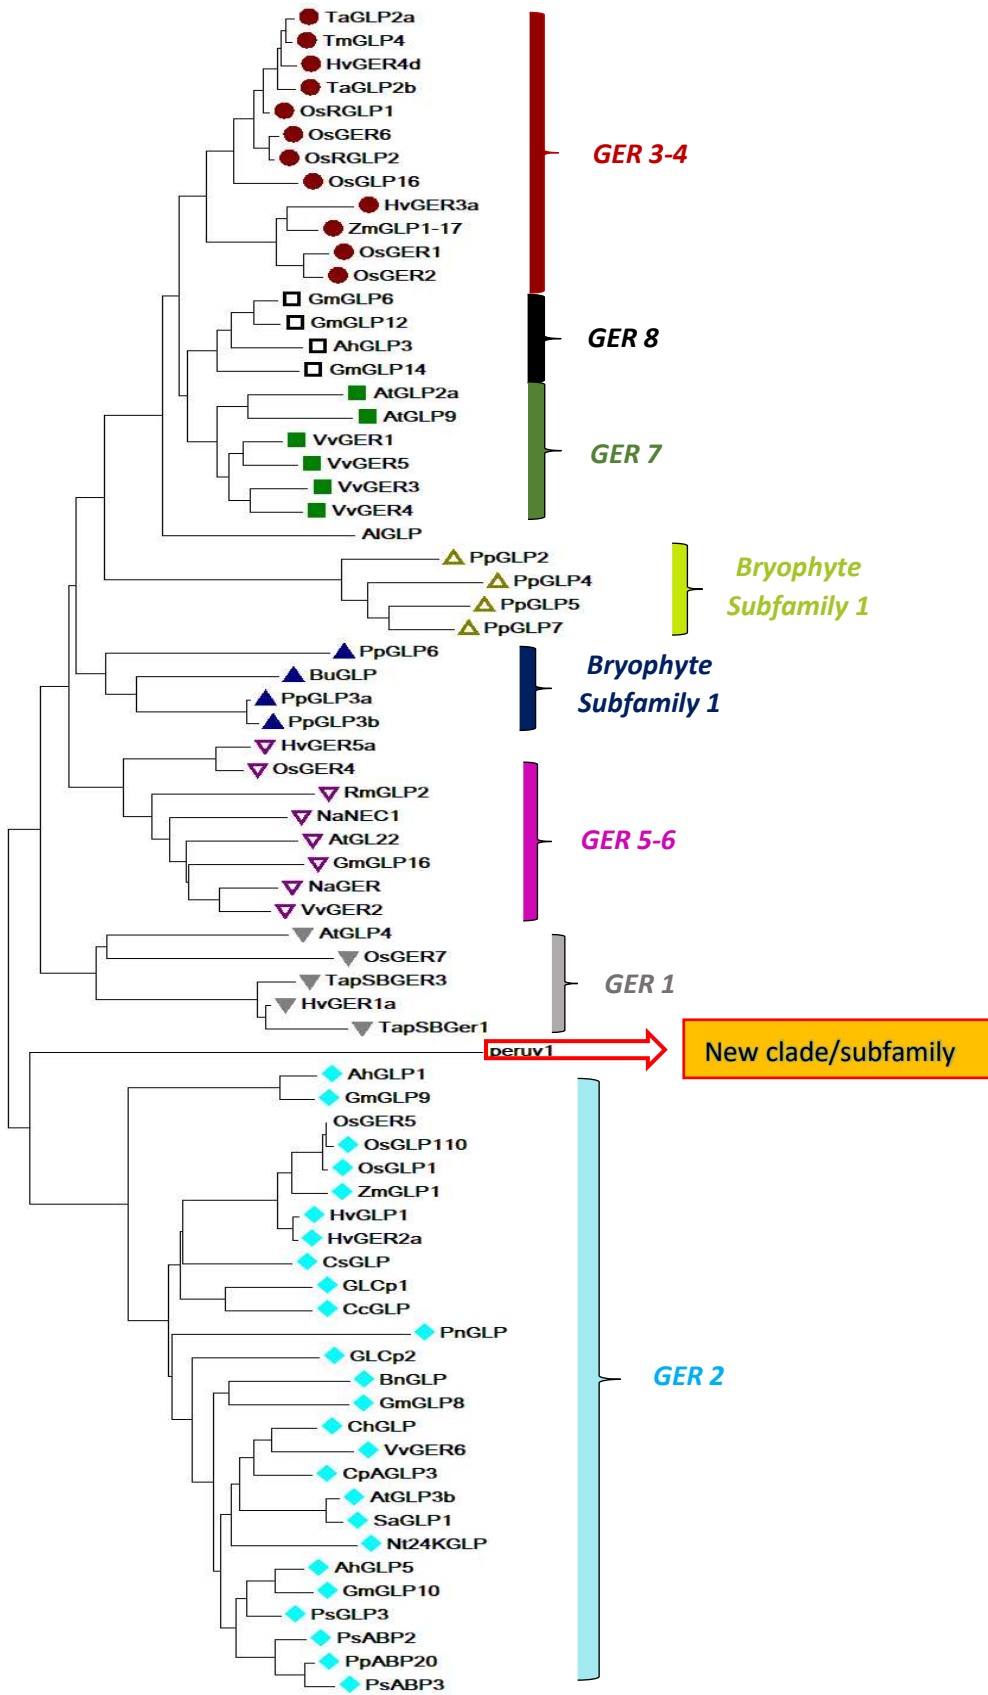 TaGLP2a
TmGLP4
HvGER4d
TaGLP2b
OsRGLP1
OsGER6
OsRGLP2
OsGLP16
HvGER3a
ZmGLP1-17
OsGER1
OsGER2
GER 3-4
GmGLP6
GmGLP12
AhGLP3
GmGLP14
GER 8
AtGLP2a
AtGLP9
VvGER1
VvGER5
VvGER3
VvGER4
GER 7
AlGLP
PpGLP2
PpGLP4
PpGLP5
PpGLP7
Bryophyte
Subfamily 1
PpGLP6
BuGLP
PpGLP3a
PpGLP3b
Bryophyte
Subfamily 1
HvGER5a
OsGER4
RmGLP2
NaNEC1
AtGL22
GmGLP16
NaGER
VvGER2
GER 5-6
AtGLP4
OsGER7
TapSBGER3
HvGER1a
TapSBGer1
GER 1
peruv1
New clade/subfamily
AhGLP1
GmGLP9
OsGER5
OsGLP110
OsGLP1
ZmGLP1
HvGLP1
HvGER2a
CsGLP
GLCp1
CcGLP
PnGLP
GLCp2
BnGLP
GmGLP8
ChGLP
VvGER6
CpAGLP3
AtGLP3b
SaGLP1
Nt24KGLP
AhGLP5
GmGLP10
PsGLP3
PsABP2
PpABP20
PsABP3
GER 2